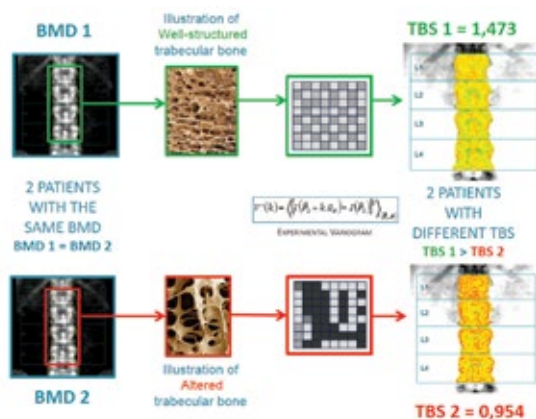 BMD 1
Illustration of
Well-structured
trabecular bone
TBS 1 = 1,473
L1
L2
L3
L4
2 PATIENTS
WITH THE
SAME BMD
BMD 1 = BMD 2
EXPERIMENTAL VARIOGRAM
2 PATIENTS
WITH
DIFFERENT TBS
TBS 1 > TBS 2
L1
L2
L3
L4
BMD 2
Illustration of
Altered
trabecular bone
TBS 2 = 0,954